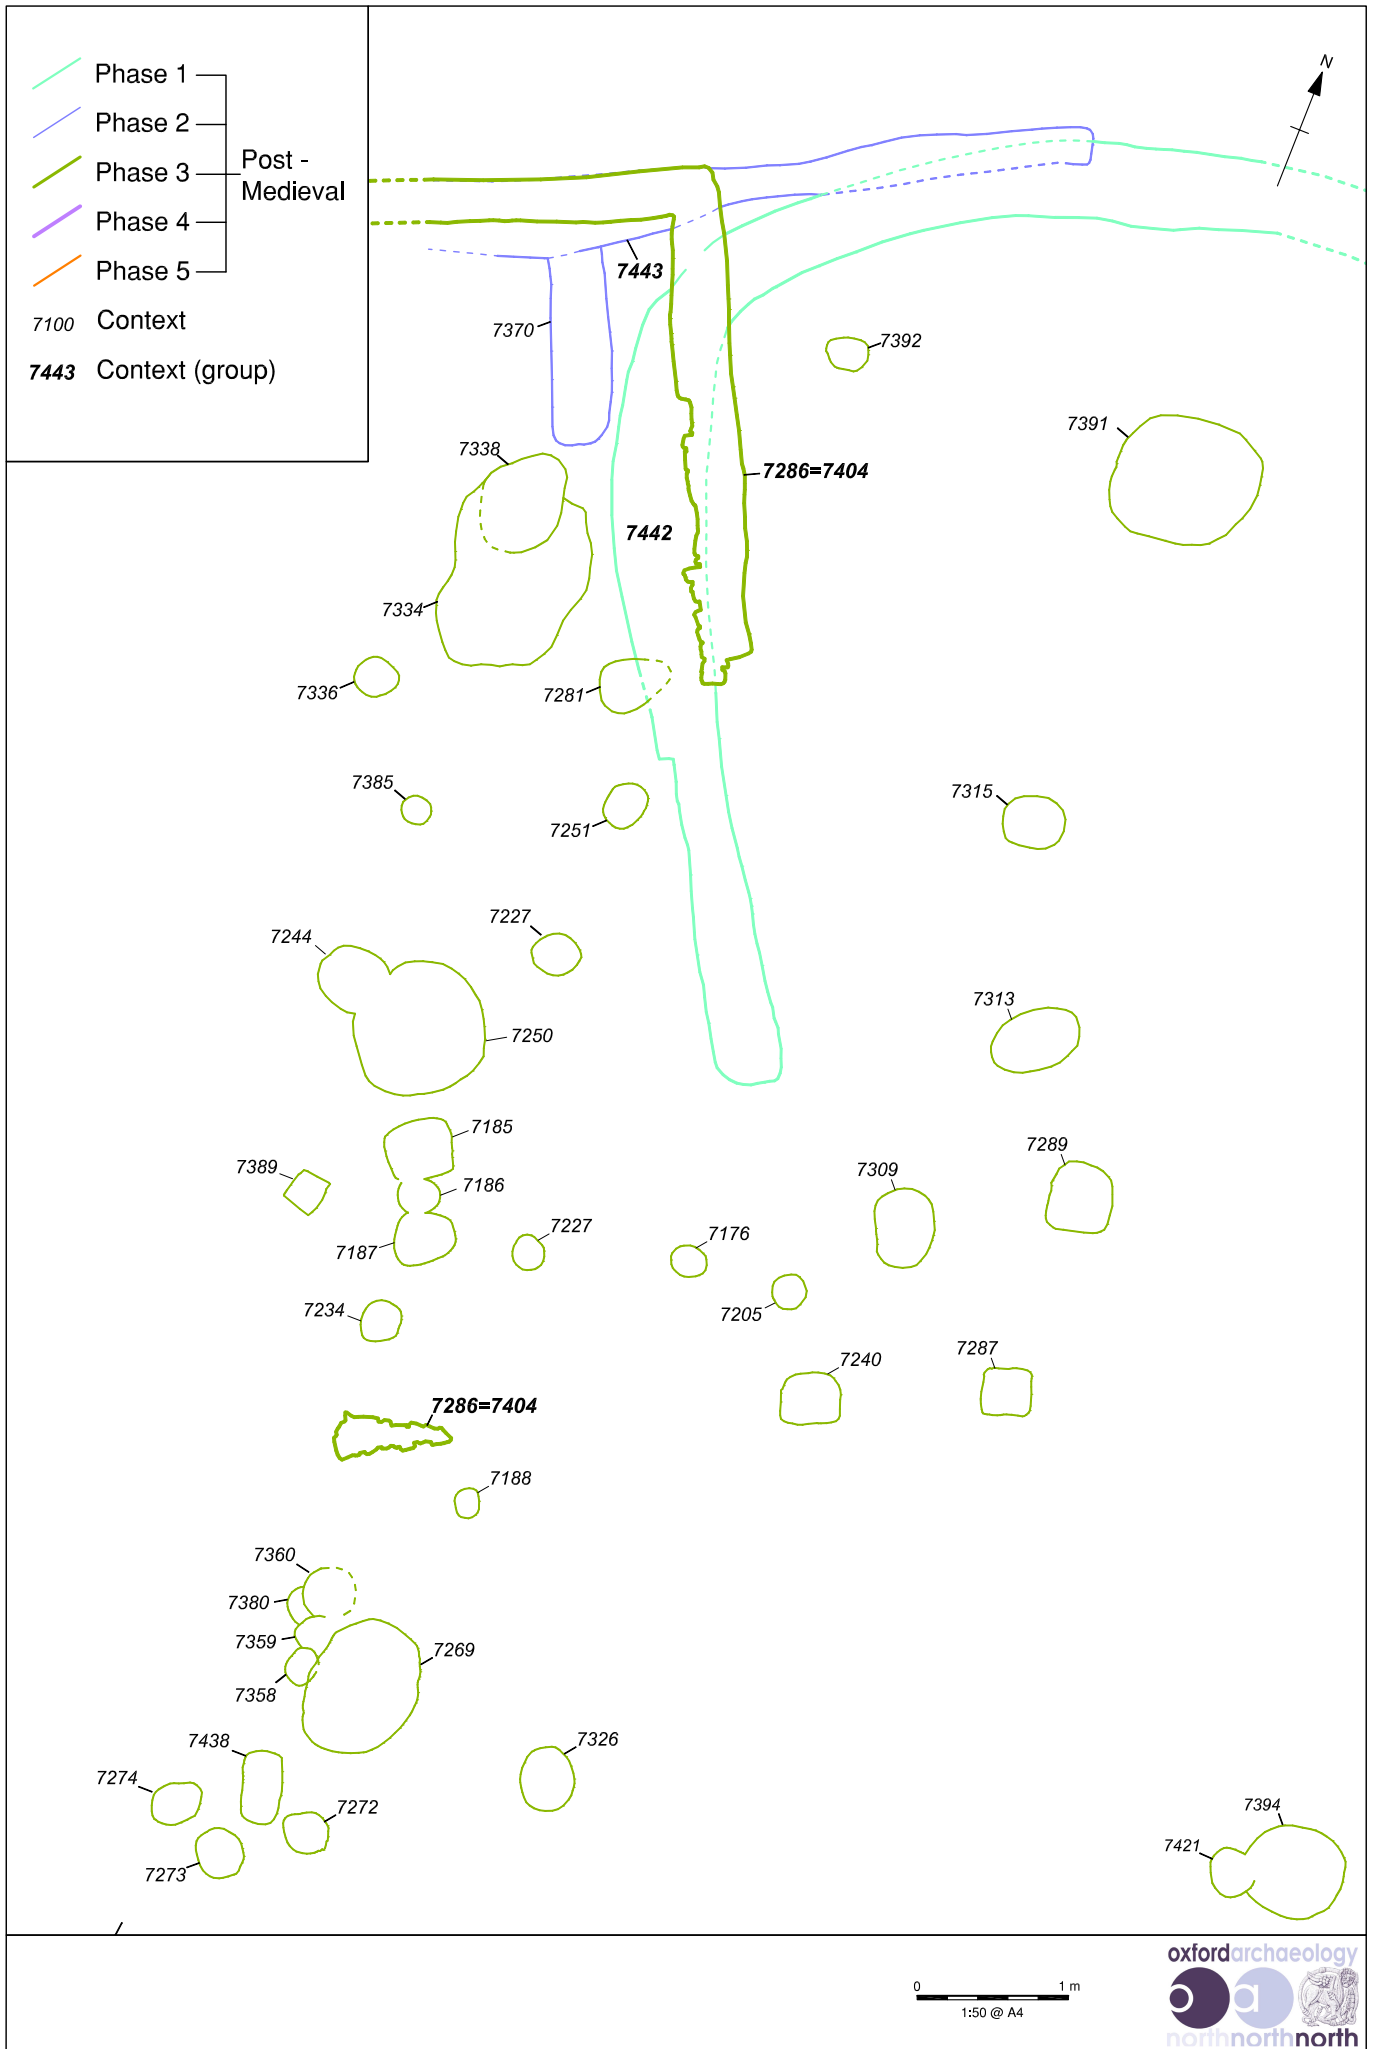 Phase 1
Phase 2
Phase 3
Phase 4
Phase 5
Post -
Medieval
7100 Context
7443 Context (group)
N
7443
7370
7392
7391
7338
7286=7404
7442
7334
7336
7281
7385
7251
7315
7227
7244
7250
7313
7185
7389
7186
7187
7227
7176
7309
7289
7205
7234
7240
7287
7286=7404
7188
7360
7380
7359
7269
7358
7438
7326
7274
7272
7273
7394
7421
0 1 m
1:50 @ A4
oxfordarchaeology
o a
northnorthnorth